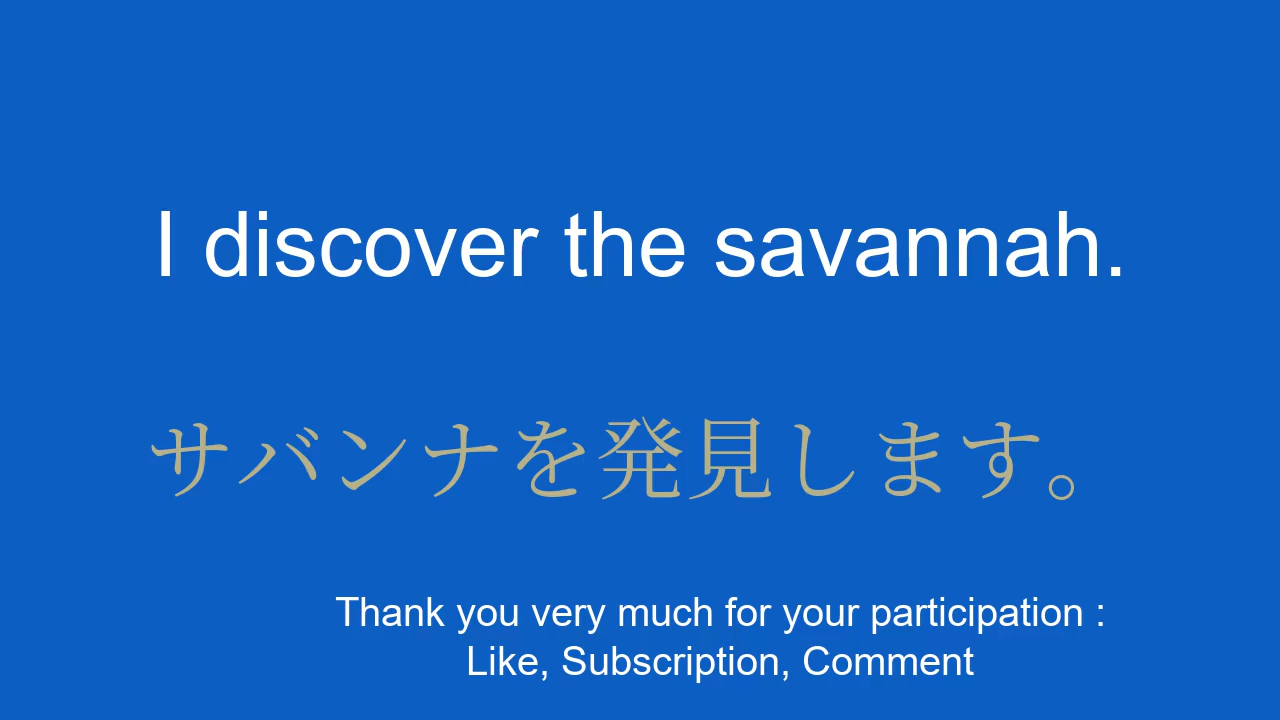 I discover the savannah.
サバンナを発見します。
Thank you very much for your participation :
Like, Subscription, Comment